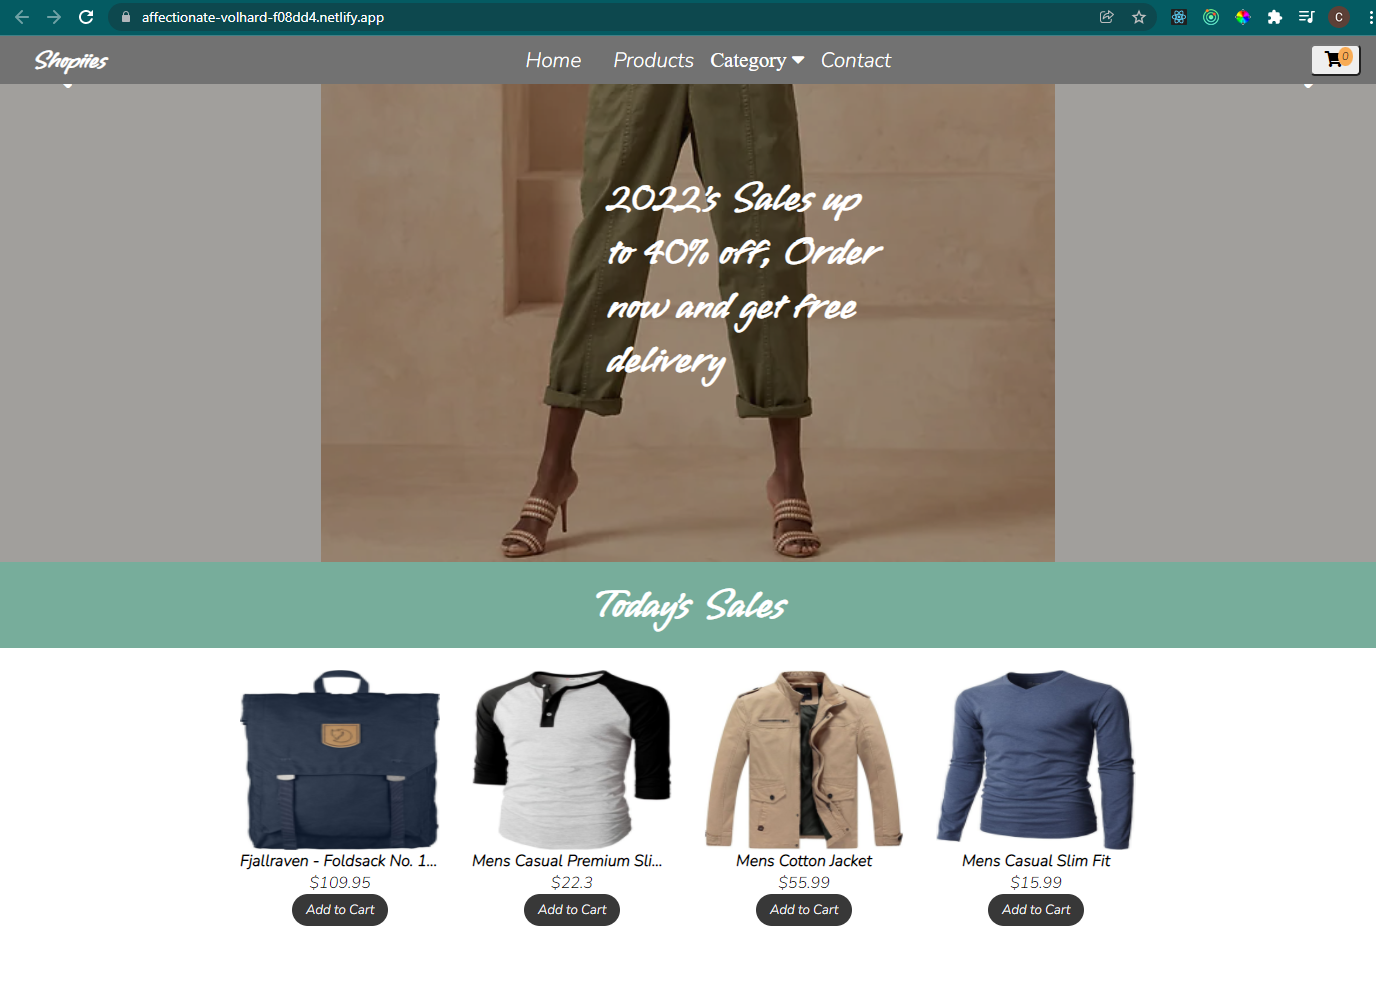 affectionate-volhard-f08dd4.netlify.app
C
Shopiies
Home Products Category Contact
0
2022's Sales up
to 40% off, Order
now and get free
delivery
Today's Sales
Fjallraven - Foldsack No. 1...
$109.95
Add to Cart
Mens Casual Premium Sli...
$22.3
Add to Cart
Mens Cotton Jacket
$55.99
Add to Cart
Mens Casual Slim Fit
$15.99
Add to Cart